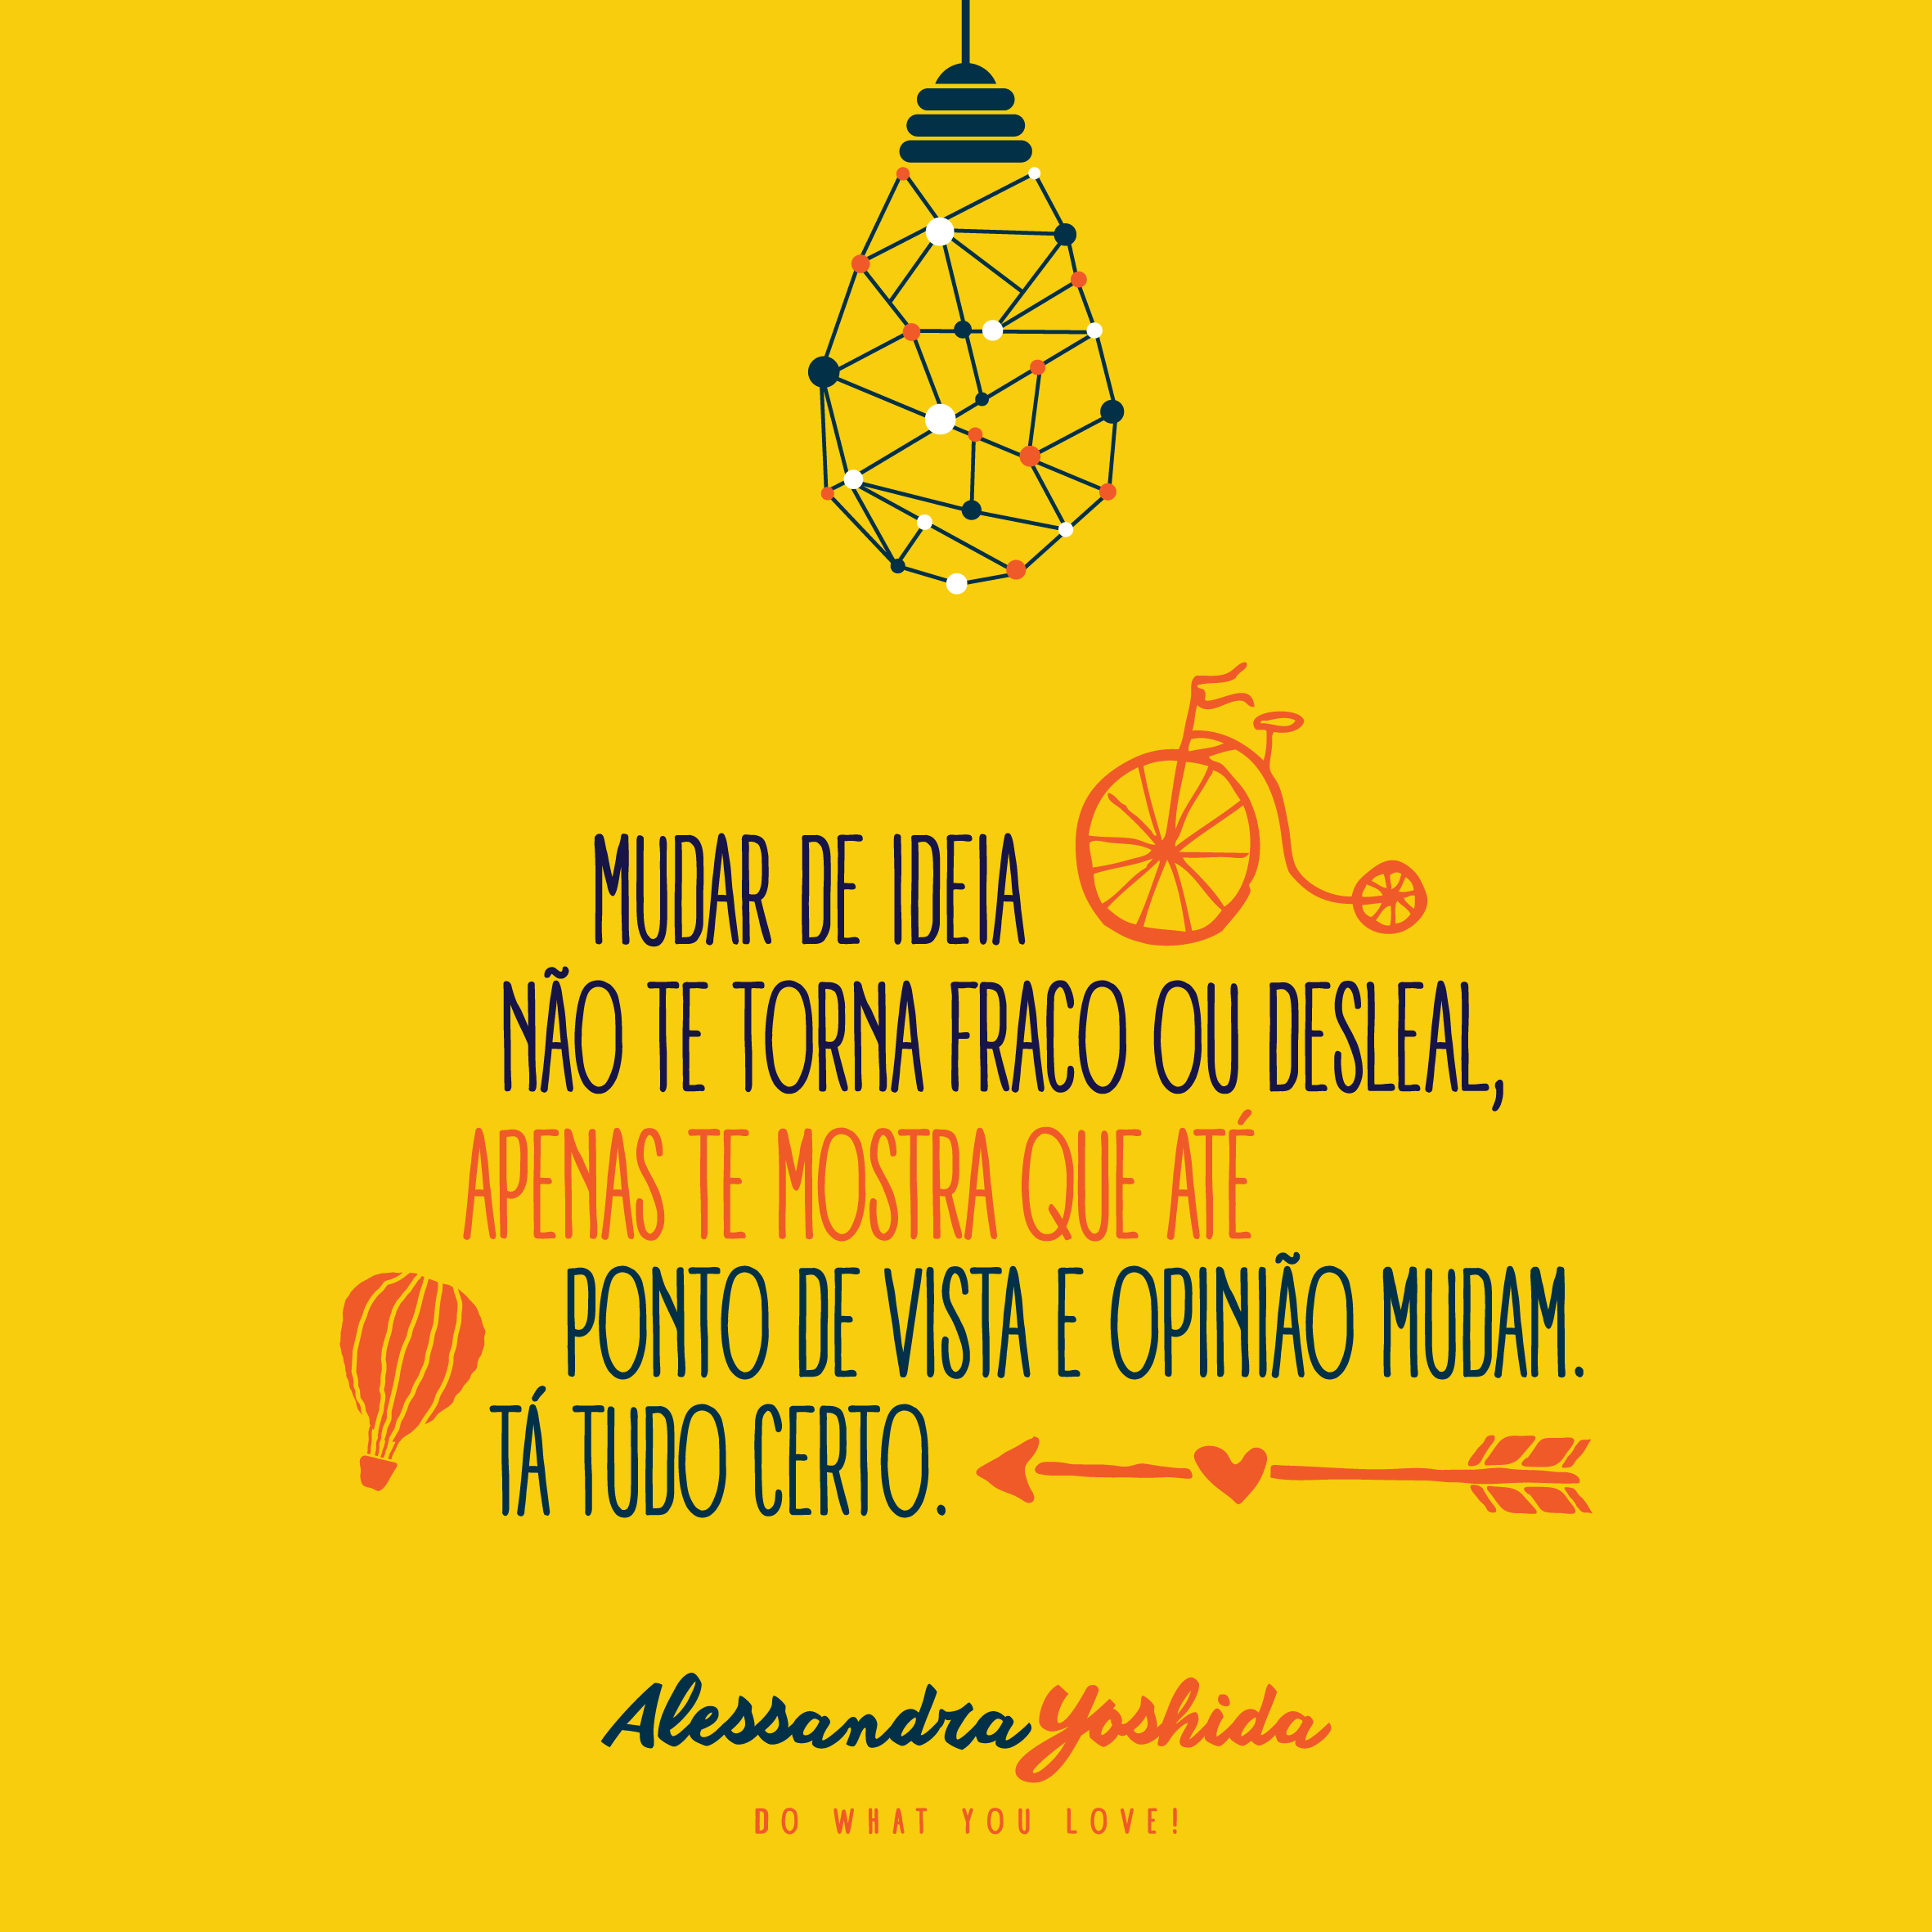 MUDAR DE IDEIA
NÃO TE TORNA FRACO OU DESLEAL,
APENAS TE MOSTRA QUE ATÉ
PONTO DE VISTA E OPINIÃO MUDAM.
TÁ TUDO CERTO.
Alessandra Yoshida
DO WHAT YOU LOVE!